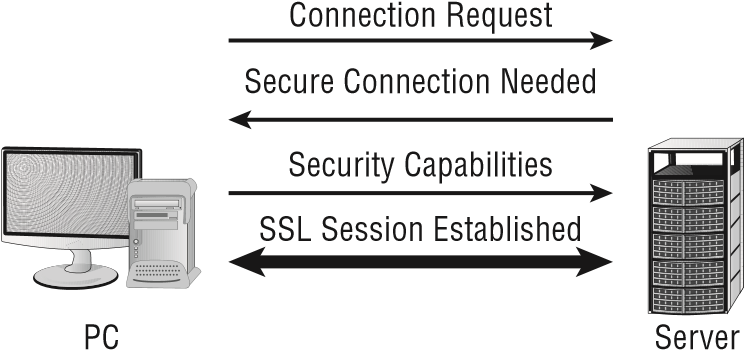 Connection Request
Secure Connection Needed
Security Capabilities
SSL Session Established
PC
Server